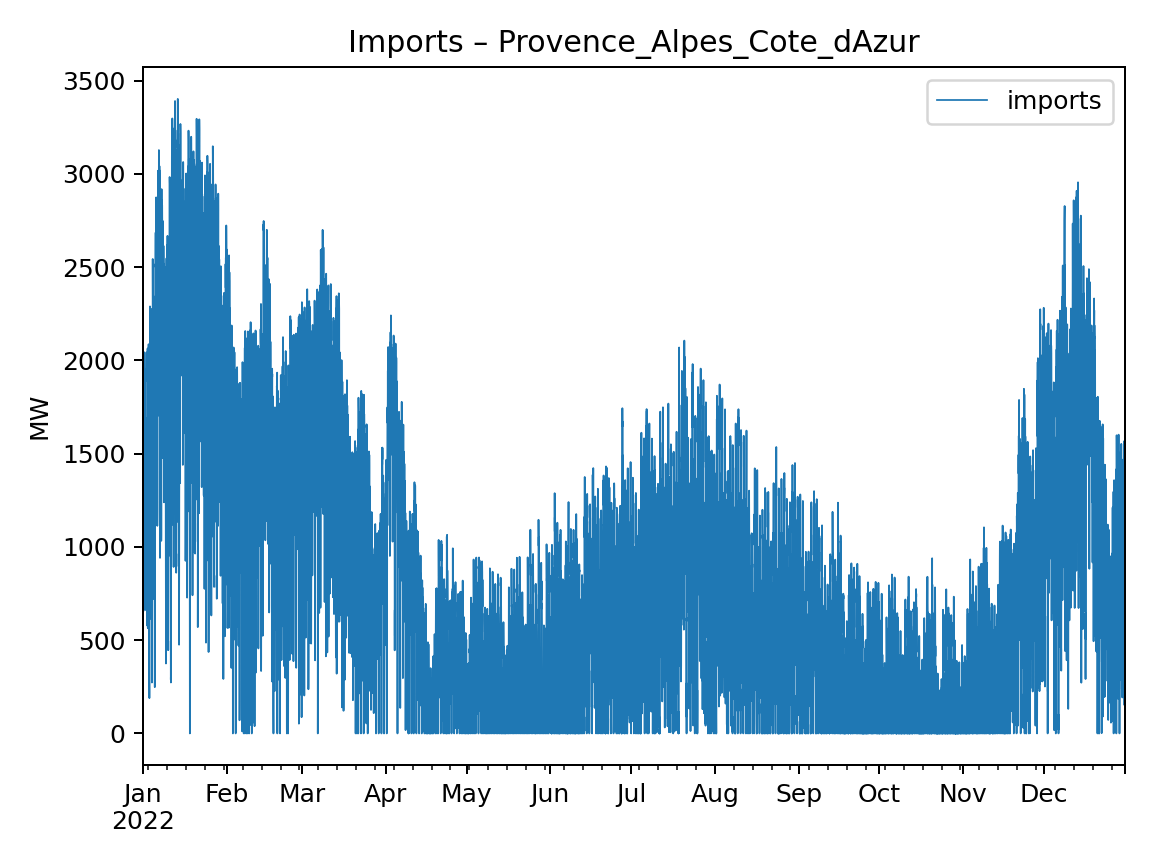 Imports – Provence_Alpes_Cote_dAzur
imports
MW
3500
3000
2500
2000
1500
1000
500
0
Jan Feb Mar Apr May Jun Jul Aug Sep Oct Nov Dec
2022